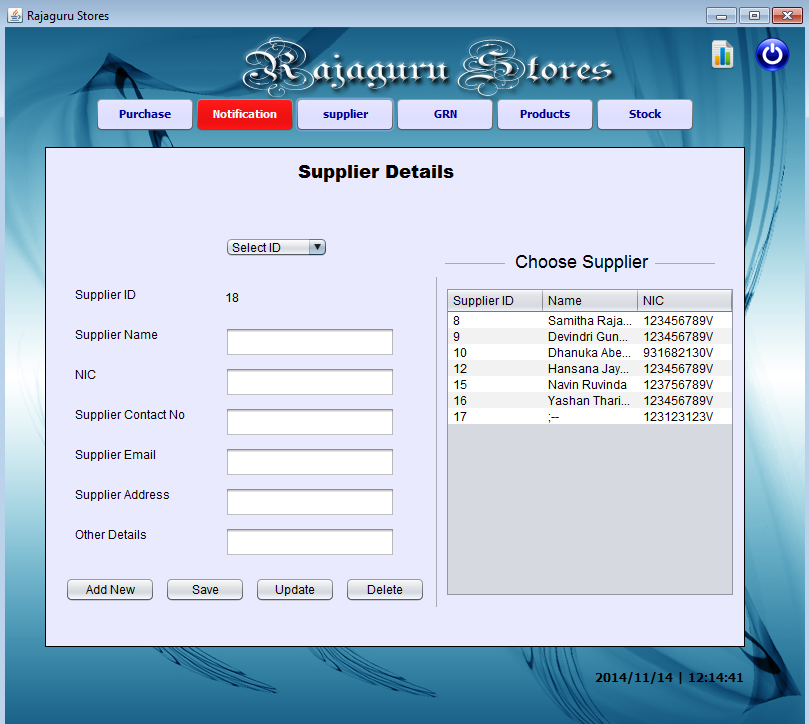 Rajaguru Stores
Rajaguru Stores
Purchase Notification supplier GRN Products Stock
Supplier Details
Select ID
Choose Supplier
Supplier ID 18
Supplier Name
NIC
Supplier Contact No
Supplier Email
Supplier Address
Other Details
Add New Save Update Delete
Supplier ID Name NIC
8 Samitha Raja... 123456789V
9 Devindri Gun... 123456789V
10 Dhanuka Abe... 931682130V
12 Hansana Jay... 123456789V
15 Navin Ruvinda 123756789V
16 Yashan Thari... 123456789V
17 ;-- 123123123V
2014/11/14 | 12:14:41